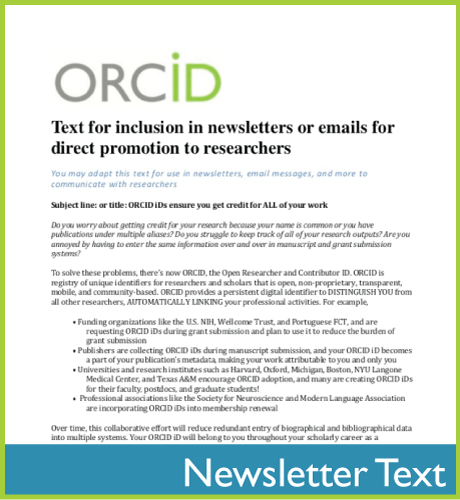 ORCiD
Text for inclusion in newsletters or emails for
direct promotion to researchers
You may adapt this text for use in newsletters, email messages, and more to
communicate with researchers
Subject line: or title: ORCID iDs ensure you get credit for ALL of your work
Do you worry about getting credit for your research because your name is common or you have
publications under multiple aliases? Do you struggle to keep track of all of your research outputs? Are you
annoyed by having to enter the same information over and over in manuscript and grant submission
systems?
To solve these problems, there's now ORCID, the Open Researcher and Contributor ID. ORCID is
registry of unique identifiers for researchers and scholars that is open, non-proprietary, transparent,
mobile, and community-based. ORCID provides a persistent digital identifier to DISTINGUISH YOU from
all other researchers, AUTOMATICALLY LINKING your professional activities. For example,
• Funding organizations like the U.S. NIH, Wellcome Trust, and Portuguese FCT, and are
requesting ORCID iDs during grant submission and plan to use it to reduce the burden of
grant submission
• Publishers are collecting ORCID iDs during manuscript submission, and your ORCID iD becomes
a part of your publication's metadata, making your work attributable to you and only you
• Universities and research institutes such as Harvard, Oxford, Michigan, Boston, NYU Langone
Medical Center, and Texas A&M encourage ORCID adoption, and many are creating ORCID iDs
for their faculty, postdocs, and graduate students!
• Professional associations like the Society for Neuroscience and Modern Language Association
are incorporating ORCID iDs into membership renewal
Over time, this collaborative effort will reduce redundant entry of biographical and bibliographical data
into multiple systems. Your ORCID iD will belong to you throughout your scholarly career as a
Newsletter Text